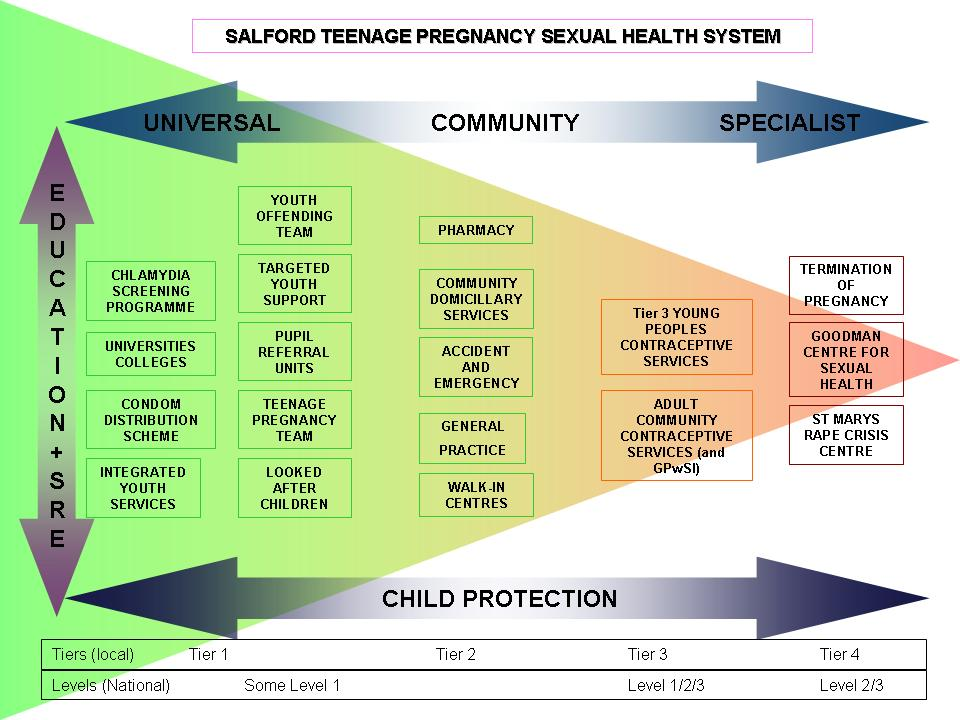 SALFORD TEENAGE PREGNANCY SEXUAL HEALTH SYSTEM
UNIVERSAL COMMUNITY SPECIALIST
EDUCATION + SRE
CHLAMYDIA
SCREENING
PROGRAMME
UNIVERSITIES
COLLEGES
CONDOM
DISTRIBUTION
SCHEME
INTEGRATED
YOUTH
SERVICES
YOUTH
OFFENDING
TEAM
TARGETED
YOUTH
SUPPORT
PUPIL
REFERRAL
UNITS
TEENAGE
PREGNANCY
TEAM
LOOKED
AFTER
CHILDREN
PHARMACY
COMMUNITY
DOMICILLARY
SERVICES
ACCIDENT
AND
EMERGENCY
GENERAL
PRACTICE
WALK-IN
CENTRES
Tier 3 YOUNG
PEOPLES
CONTRACEPTIVE
SERVICES
ADULT
COMMUNITY
CONTRACEPTIVE
SERVICES (and
GPwSI)
TERMINATION
OF
PREGNANCY
GOODMAN
CENTRE FOR
SEXUAL
HEALTH
ST MARYS
RAPE CRISIS
CENTRE
CHILD PROTECTION
Tiers (local) Tier 1 Tier 2 Tier 3 Tier 4
Levels (National) Some Level 1 Level 1/2/3 Level 2/3